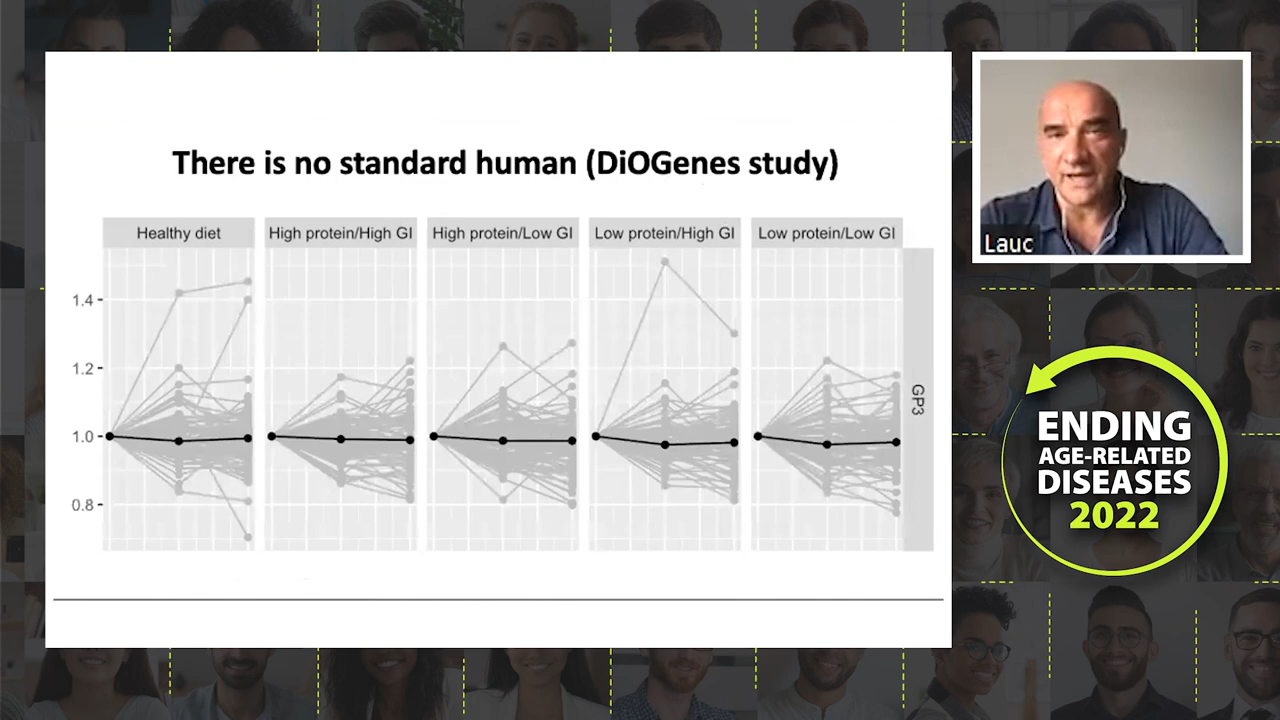 There is no standard human (DiOGenes study)
Healthy diet
High protein/High GI
High protein/Low GI
Low protein/High GI
Low protein/Low GI
1.4
1.2
1.0
0.8
GP3
Lauc
ENDING
AGE-RELATED
DISEASES
2022